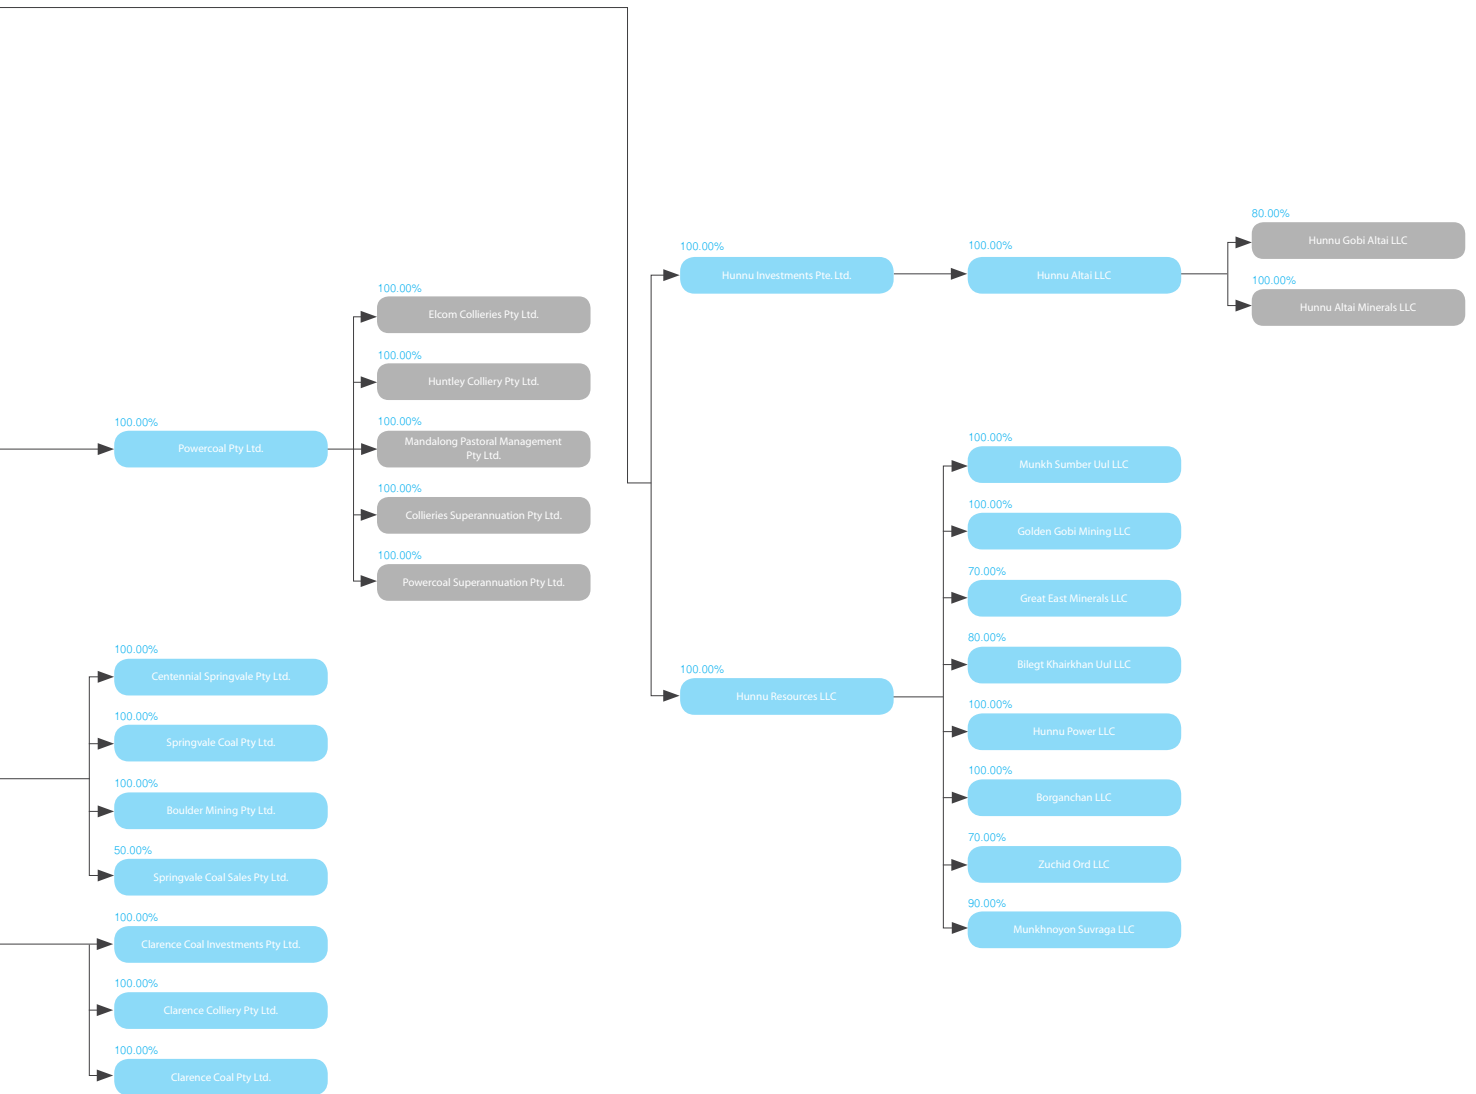 100.00%
Powercoal Pty Ltd.
100.00%
Elcom Collieries Pty Ltd.
100.00%
Huntley Colliery Pty Ltd.
100.00%
Mandalong Pastoral Management
Pty Ltd.
100.00%
Collieries Superannuation Pty Ltd.
100.00%
Powercoal Superannuation Pty Ltd.
100.00%
Centennial Springvale Pty Ltd.
100.00%
Springvale Coal Pty Ltd.
100.00%
Boulder Mining Pty Ltd.
50.00%
Springvale Coal Sales Pty Ltd.
100.00%
Clarence Coal Investments Pty Ltd.
100.00%
Clarence Colliery Pty Ltd.
100.00%
Clarence Coal Pty Ltd.
100.00%
Hunnu Investments Pte. Ltd.
100.00%
Hunnu Altai LLC
80.00%
Hunnu Gobi Altai LLC
100.00%
Hunnu Altai Minerals LLC
100.00%
Hunnu Resources LLC
100.00%
Munkh Sumber Uul LLC
100.00%
Golden Gobi Mining LLC
70.00%
Great East Minerals LLC
80.00%
Bilegt Khairkhan Uul LLC
100.00%
Hunnu Power LLC
100.00%
Borganchan LLC
70.00%
Zuchid Ord LLC
90.00%
Munkhnoyon Suvraga LLC